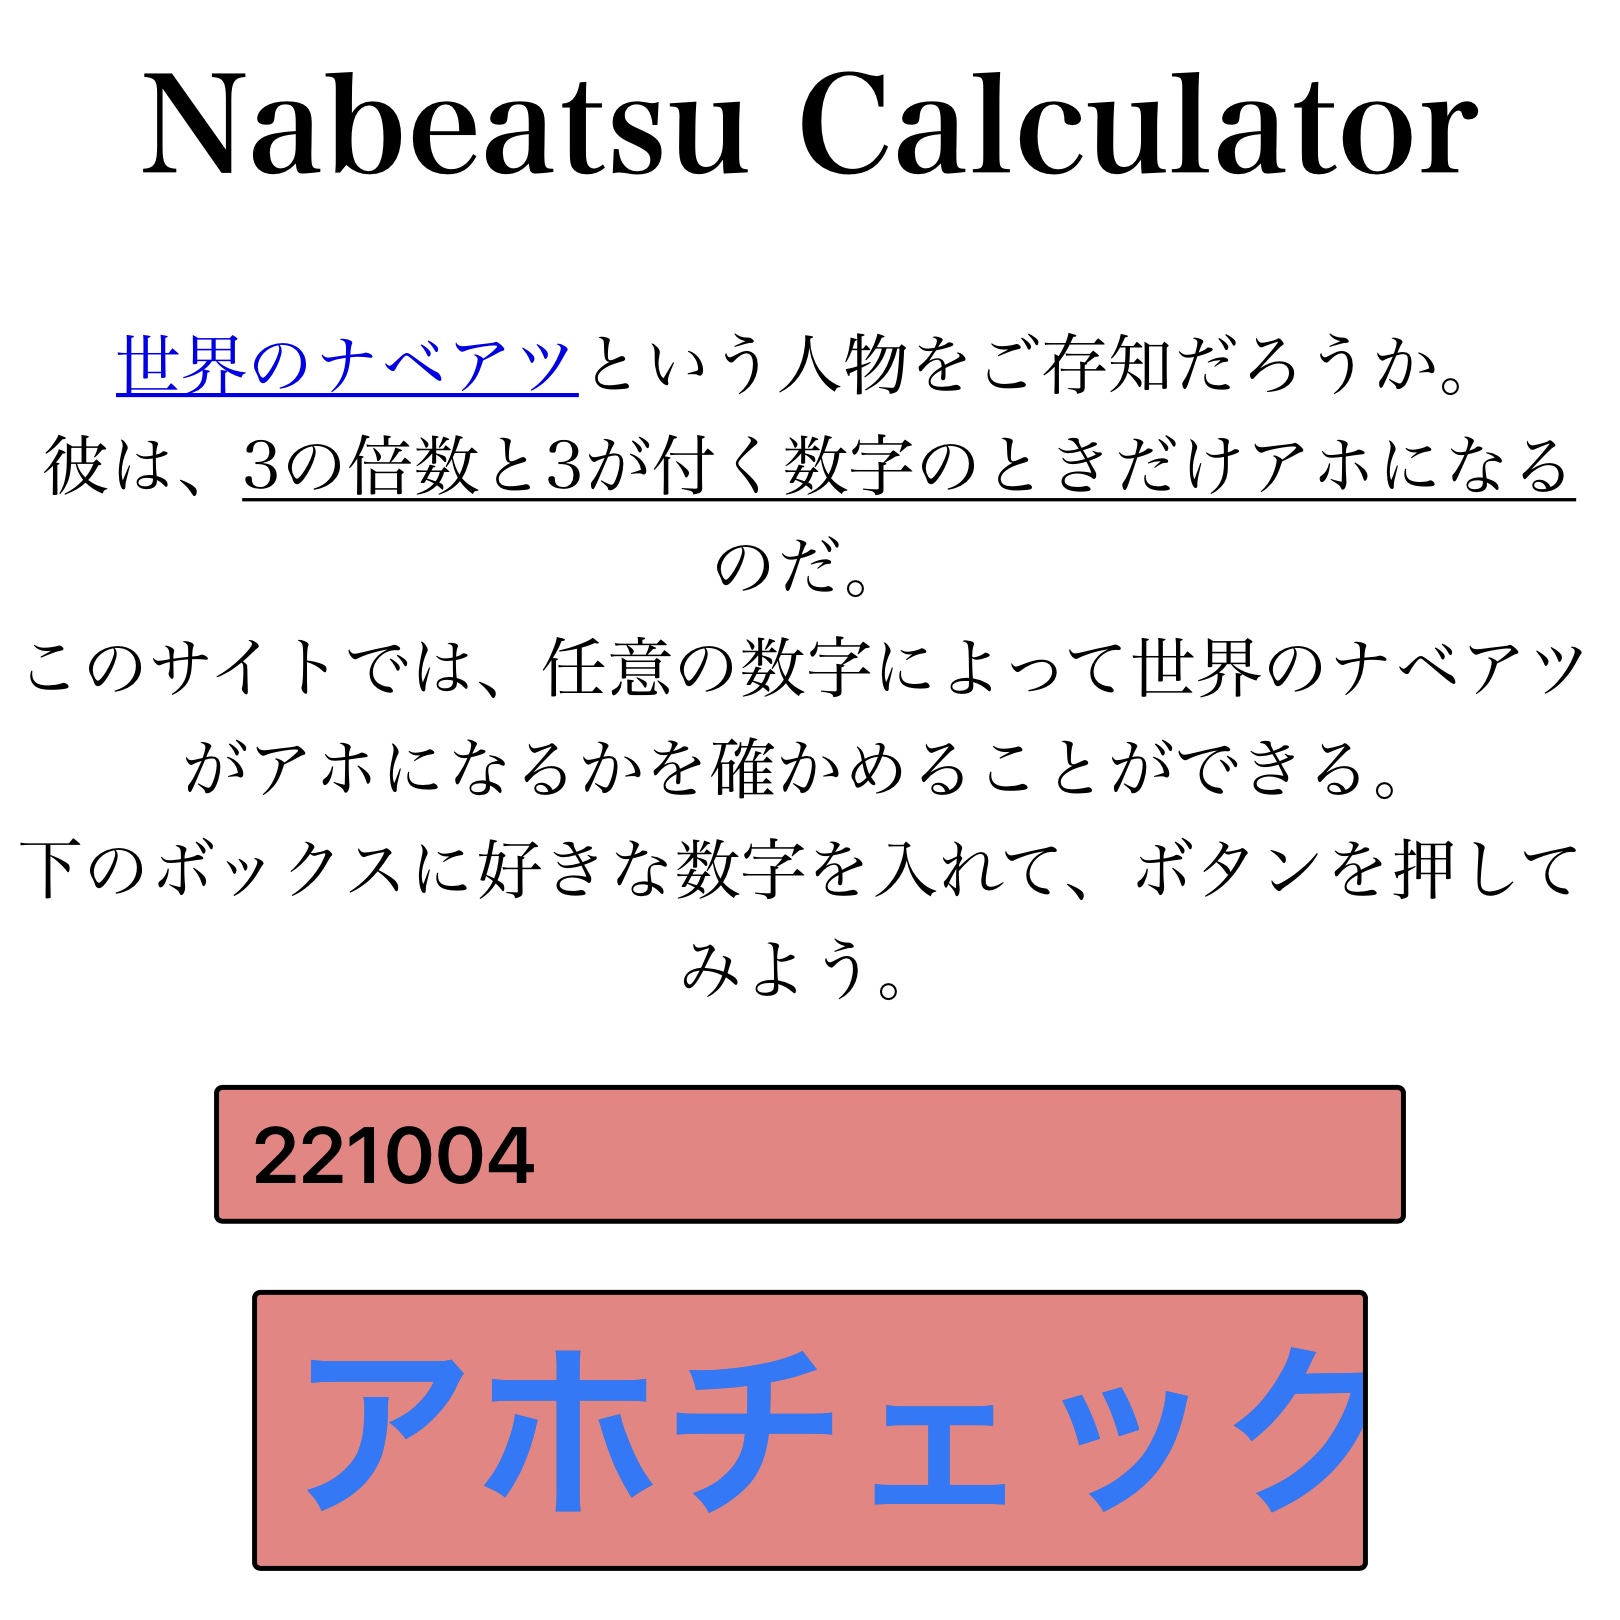 Nabeatsu Calculator
世界のナベアツという人物をご存知だろうか。
彼は、3の倍数と3が付く数字のときだけアホになる
のだ。
このサイトでは、任意の数字によって世界のナベアツ
がアホになるかを確かめることができる。
下のボックスに好きな数字を入れて、ボタンを押して
みよう。
221004
アホチェック